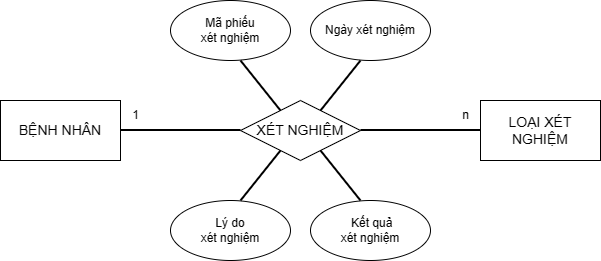 Mã phiếu
xét nghiệm
Ngày xét nghiệm
BỆNH NHÂN
1
XÉT NGHIỆM
n
LOẠI XÉT
NGHIỆM
Lý do
xét nghiệm
Kết quả
xét nghiệm